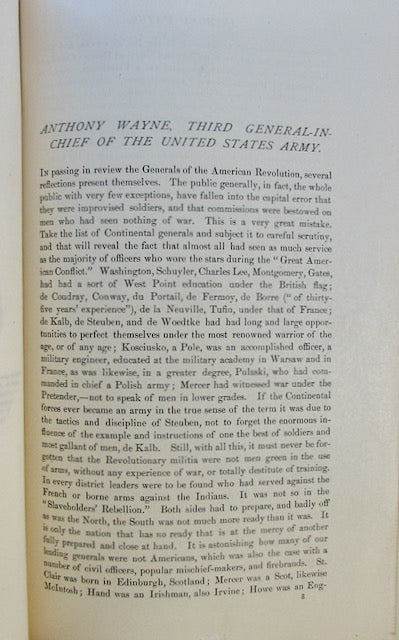 ANTHONY WAYNE, THIRD GENERAL-IN-
CHIEF OF THE UNITED STATES ARMY.
IN passing in review the Generals of the American Revolution, several
reflections present themselves. The public generally, in fact, the whole
public with very few exceptions, have fallen into the capital error that
they were improvised soldiers, and that commissions were bestowed on
men who had seen nothing of war. This is a very great mistake.
Take the list of Continental generals and subject it to careful scrutiny,
and that will reveal the fact that almost all had seen as much service
as the majority of officers who wore the stars during the "Great Amer-
ican Conflict." Washington, Schuyler, Charles Lee, Montgomery, Gates,
had had a sort of West Point education under the British flag;
de Coudray, Conway, du Portail, de Fermoy, de Borre ("of thirty-
five years' experience"), de la Neuville, Tufin, under that of France;
de Kalb, de Steuben, and de Woedtke had had long and large oppor-
tunities to perfect themselves under the most renowned warrior of the
age, or of any age; Kosciusko, a Pole, was an accomplished officer, a
military engineer, educated at the military academy in Warsaw and in
France, as was likewise, in a greater degree, Pulaski, who had com-
manded in chief a Polish army; Mercer had witnessed war under the
Pretender,—not to speak of men in lower grades. If the Continental
forces ever became an army in the true sense of the term it was due to
the tactics and discipline of Steuben, not to forget the enormous in-
fluence of the example and instructions of one the best of soldiers and
most gallant of men, de Kalb. Still, with all this, it must never be for-
gotten that the Revolutionary militia were not men green in the use
of arms, without any experience of war, or totally destitute of training.
In every district leaders were to be found who had served against the
French or borne arms against the Indians. It was not so in the
"Slaveholders' Rebellion." Both sides had to prepare, and badly off
as was the North, the South was not much more ready than it was. It
is only the nation that has no ready that is at the mercy of another
fully prepared and close at hand. It is astonishing how many of our
leading generals were not Americans, which was also the case with a
number of civil officers, popular mischief-makers, and firebrands. St.
Clair was born in Edinburgh, Scotland; Mercer was a Scot, likewise
McIntosh; Hand was an Irishman, also Irvine; Howe was an Eng-